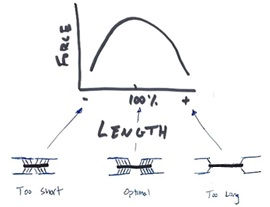 FORCE
- 100% +
LENGTH
Too Short Optimal Too Long